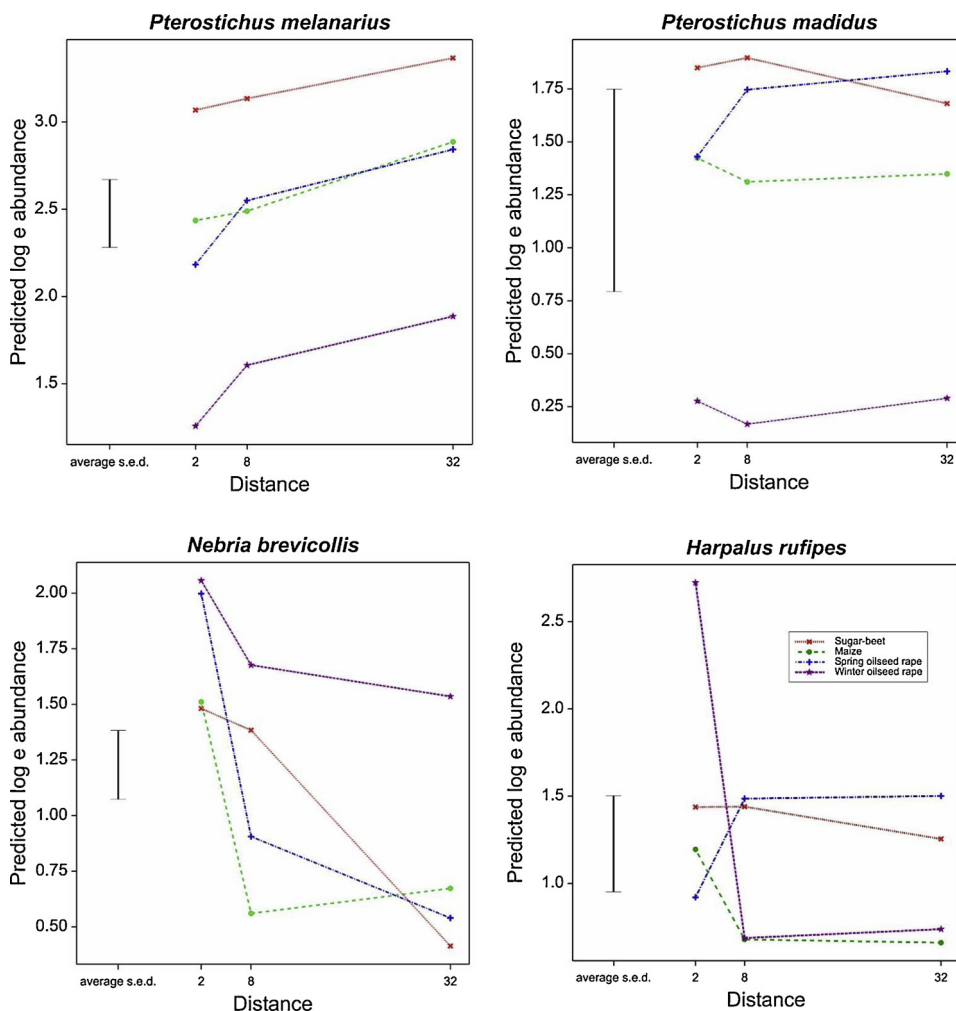 Pterostichus melanarius
Predicted log e abundance
3.0
2.5
2.0
1.5
average s.e.d.
2
8
32
Distance
Pterostichus madidus
Predicted log e abundance
1.75
1.50
1.25
1.00
0.75
0.50
0.25
average s.e.d.
2
8
32
Distance
Nebria brevicollis
Predicted log e abundance
2.00
1.75
1.50
1.25
1.00
0.75
0.50
average s.e.d.
2
8
32
Distance
Harpalus rufipes
Predicted log e abundance
2.5
2.0
1.5
1.0
Sugar-beet
Maize
Spring oilseed rape
Winter oilseed rape
average s.e.d.
2
8
32
Distance